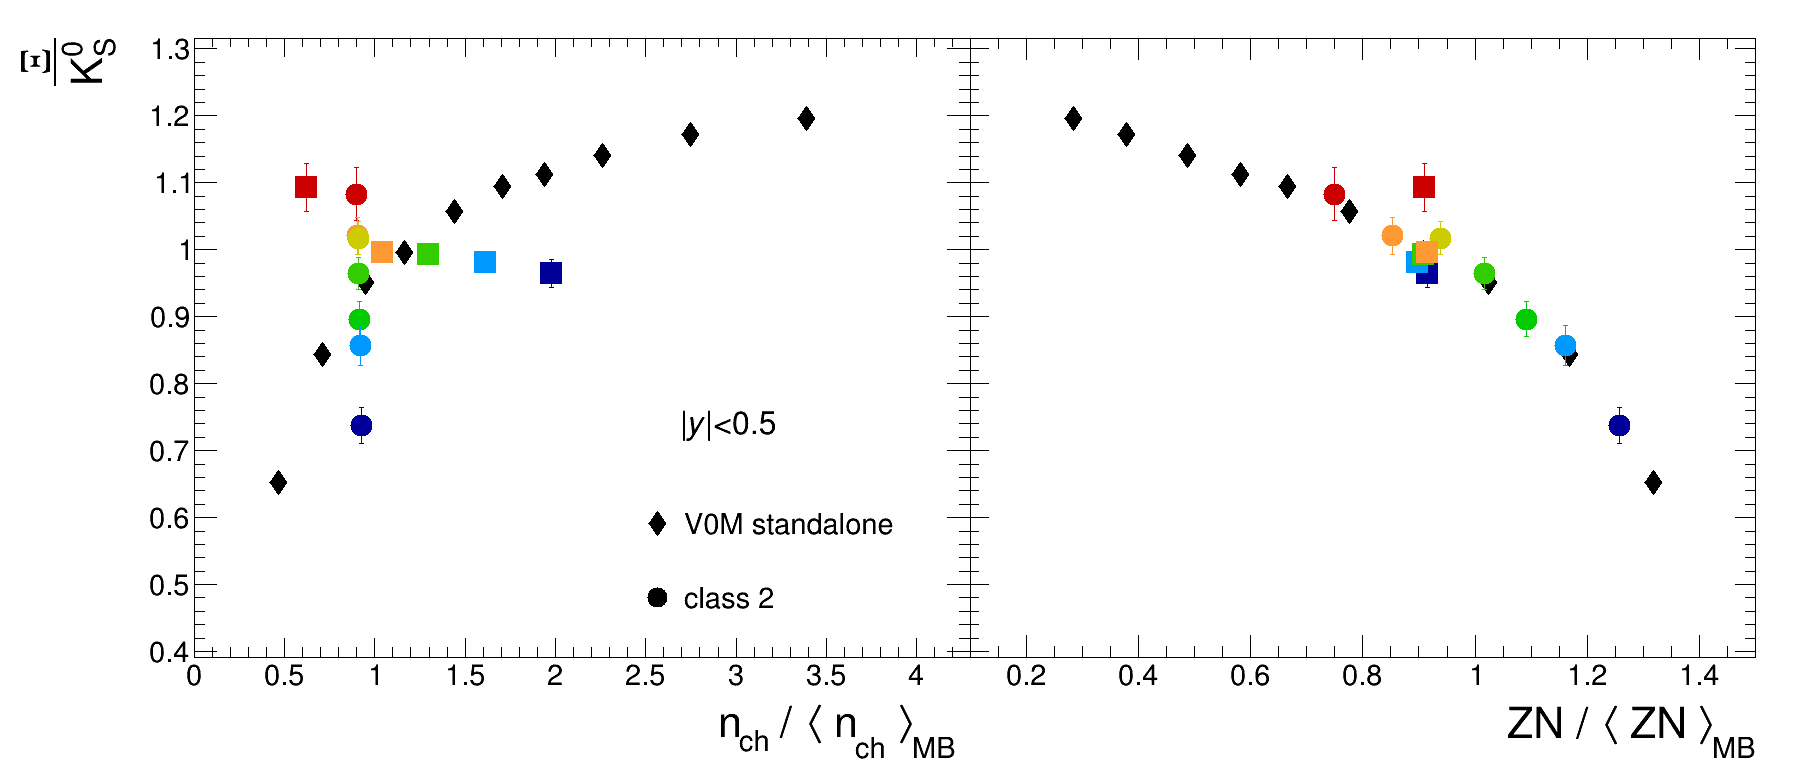 Ξ
K⁰_S
1.3
1.2
1.1
1
0.9
0.8
0.7
0.6
0.5
0.4
|y|<0.5
V0M standalone
class 2
0 0.5 1 1.5 2 2.5 3 3.5 4
0.2 0.4 0.6 0.8 1 1.2 1.4
n_ch / ⟨ n_ch ⟩_MB
ZN / ⟨ ZN ⟩_MB